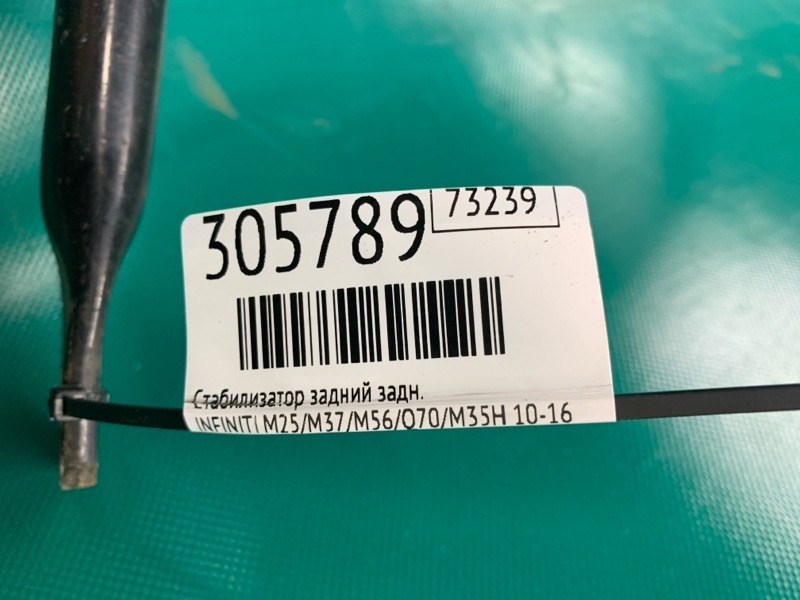 305789 73239
Стабилизатор задний задн.
INFINITI M25/M37/M56/Q70/M35H 10-16